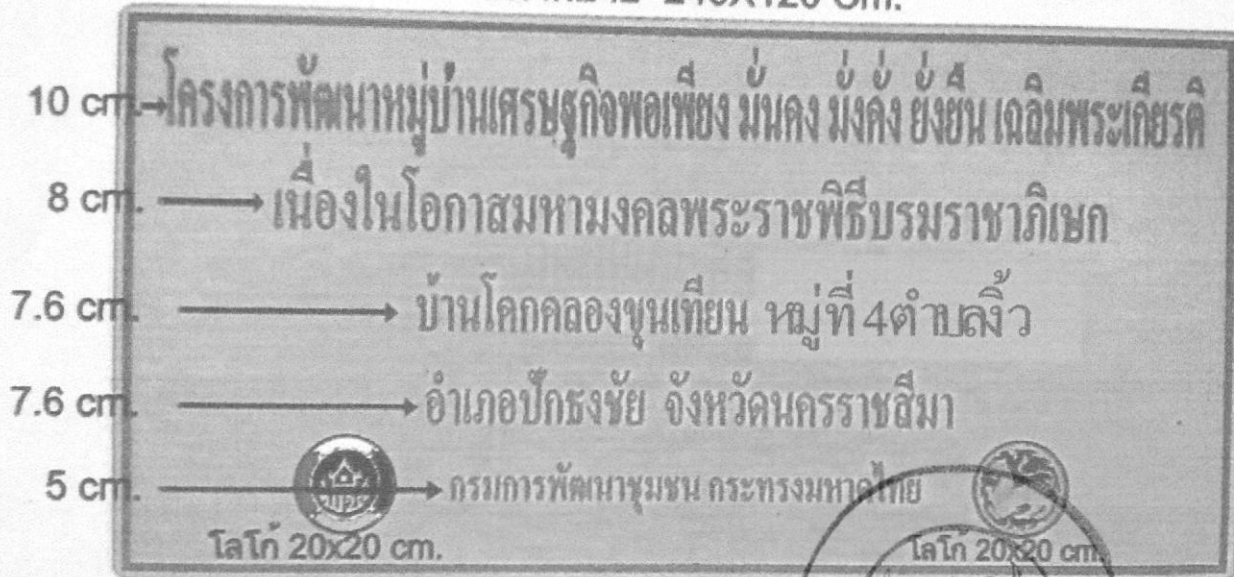 240X120 Cm.
10 cm. โครงการพัฒนาหมู่บ้านเศรษฐกิจพอเพียง มั่นคง มั่งคั่ง ยั่งยืน เฉลิมพระเกียรติ
8 cm. เนื่องในโอกาสมหามงคลพระราชพิธีบรมราชาภิเษก
7.6 cm. บ้านโคกคลองขุนเทียน หมู่ที่ 4ตำบลงิ้ว
7.6 cm. อำเภอปักธงชัย จังหวัดนครราชสีมา
5 cm. กรมการพัฒนาชุมชน กระทรงมหาดไทย
โลโก้ 20x20 cm. โลโก้ 20x20 cm.